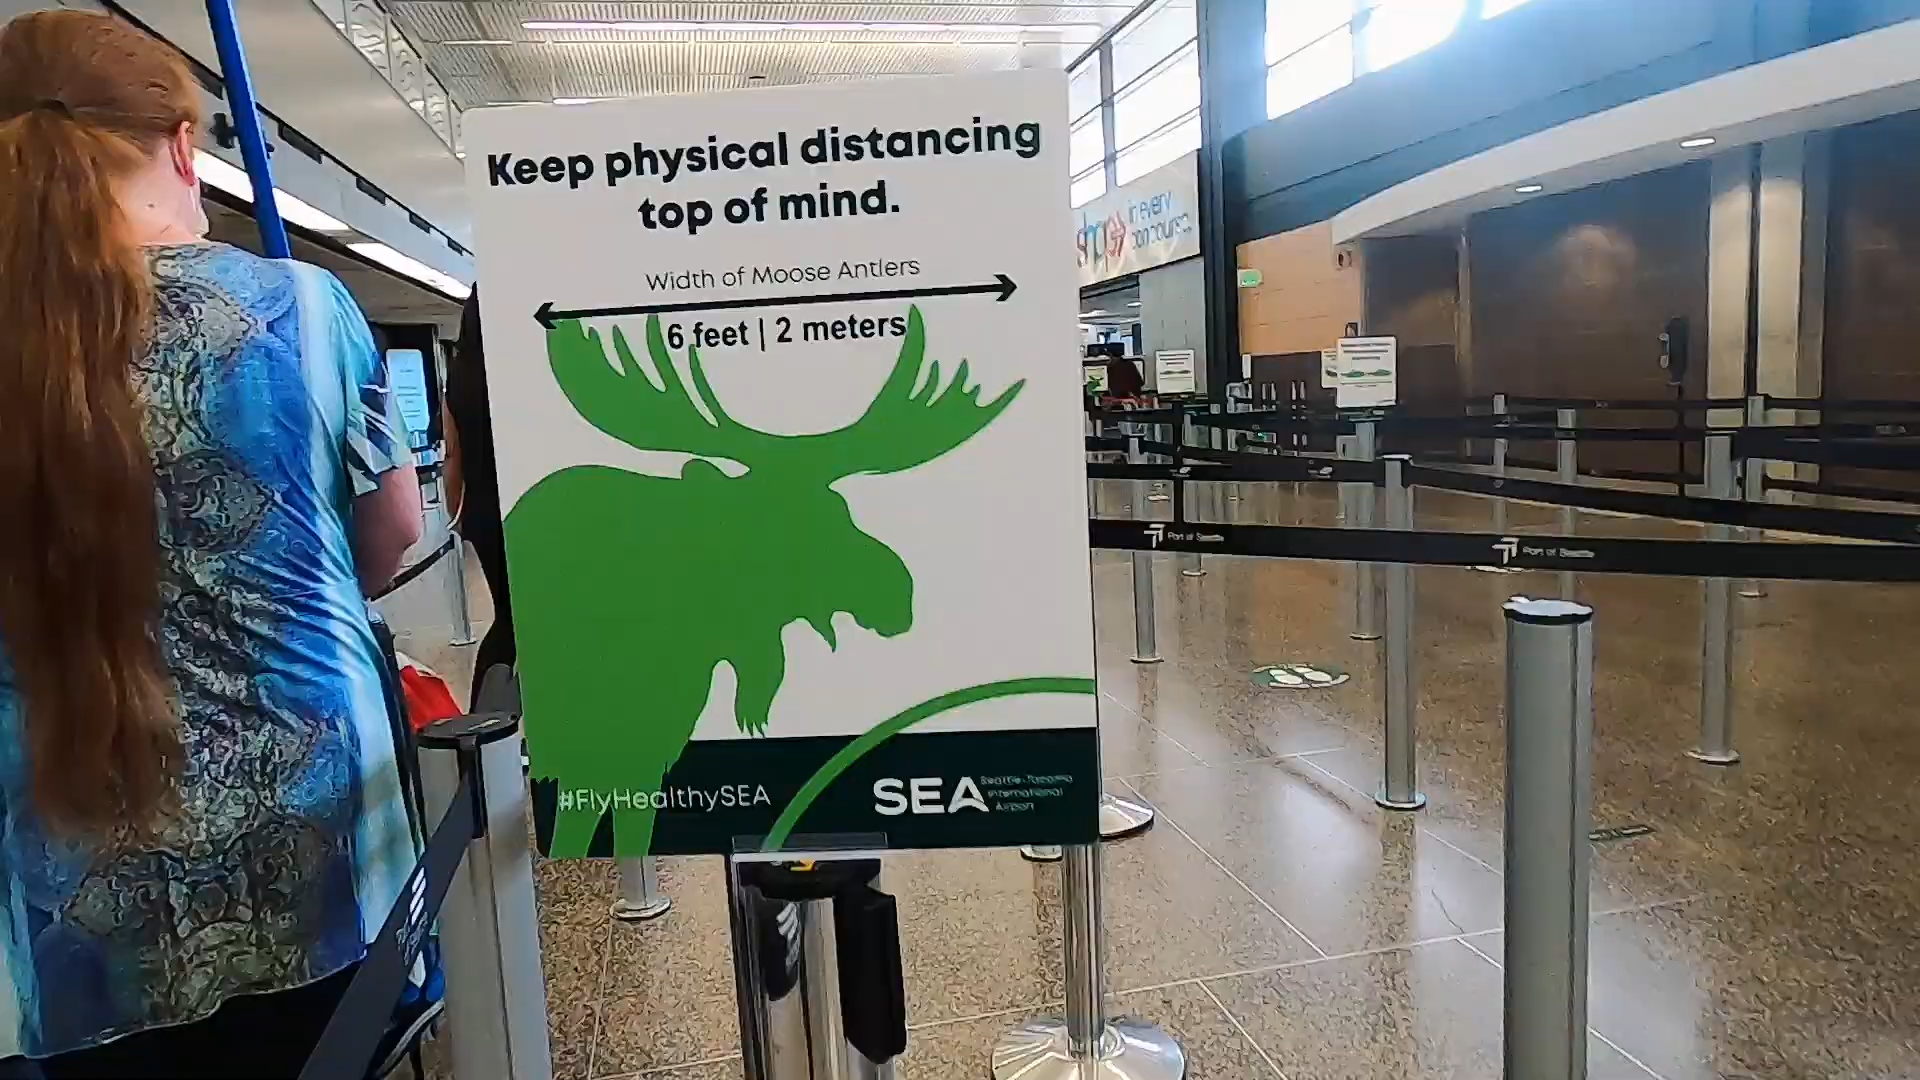 Keep physical distancing
top of mind.
Width of Moose Antlers
6 feet | 2 meters
#FlyHealthySEA
SEA
Seattle-Tacoma
International
Airport
shop
in every
concourse.
Port of Seattle
Port of Seattle